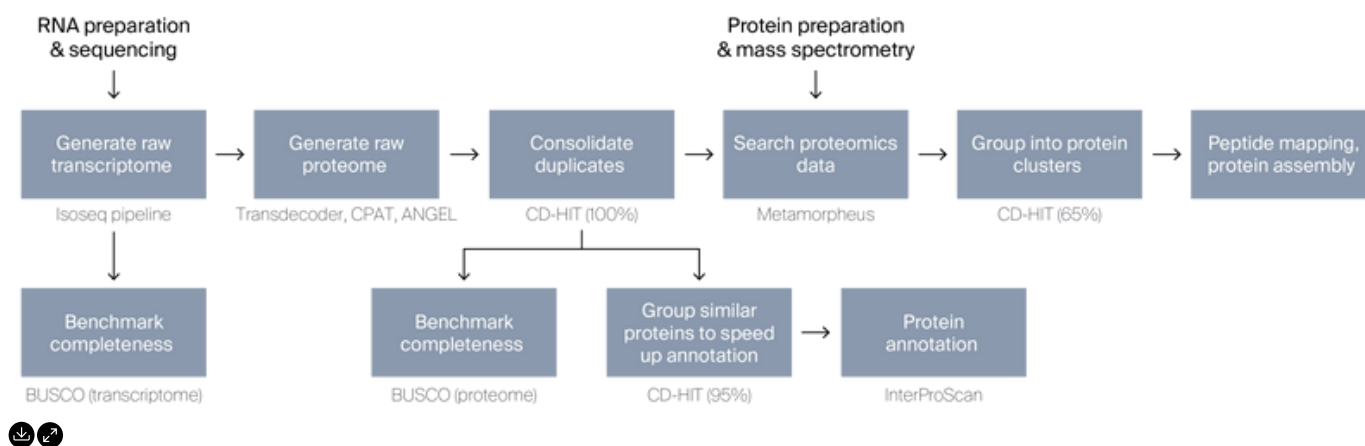 RNA preparation
& sequencing
Protein preparation
& mass spectrometry
Generate raw
transcriptome
Isoseq pipeline
Generate raw
proteome
Transdecoder, CPAT, ANGEL
Consolidate
duplicates
CD-HIT (100%)
Search proteomics
data
Metamorpheus
Group into protein
clusters
CD-HIT (65%)
Peptide mapping,
protein assembly
Benchmark
completeness
BUSCO (transcriptome)
Benchmark
completeness
BUSCO (proteome)
Group similar
proteins to speed
up annotation
CD-HIT (95%)
Protein
annotation
InterProScan